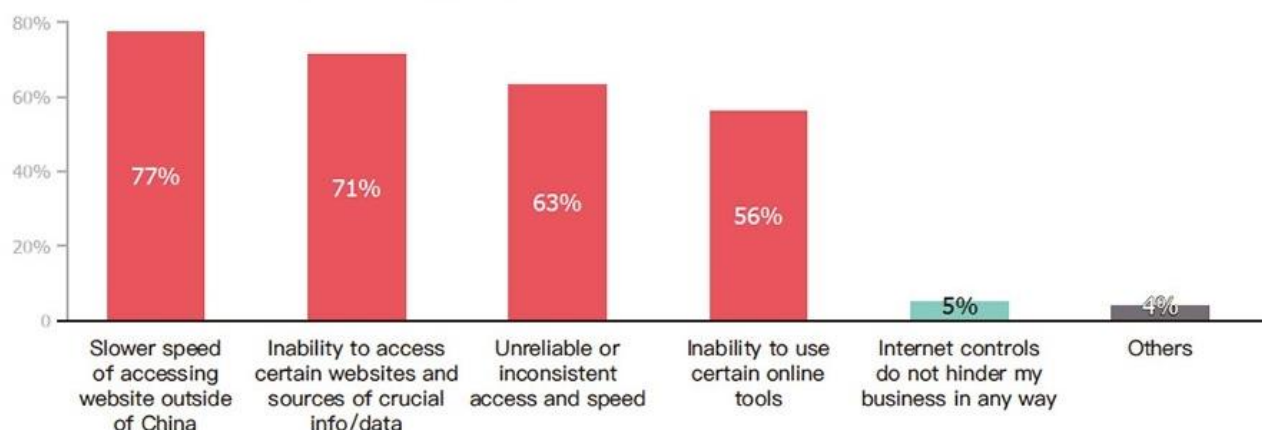 80%
60%
40%
20%
0
77%
71%
63%
56%
5%
4%
Slower speed
of accessing
website outside
of China
Inability to access
certain websites and
sources of crucial
info/data
Unreliable or
inconsistent
access and speed
Inability to use
certain online
tools
Internet controls
do not hinder my
business in any way
Others